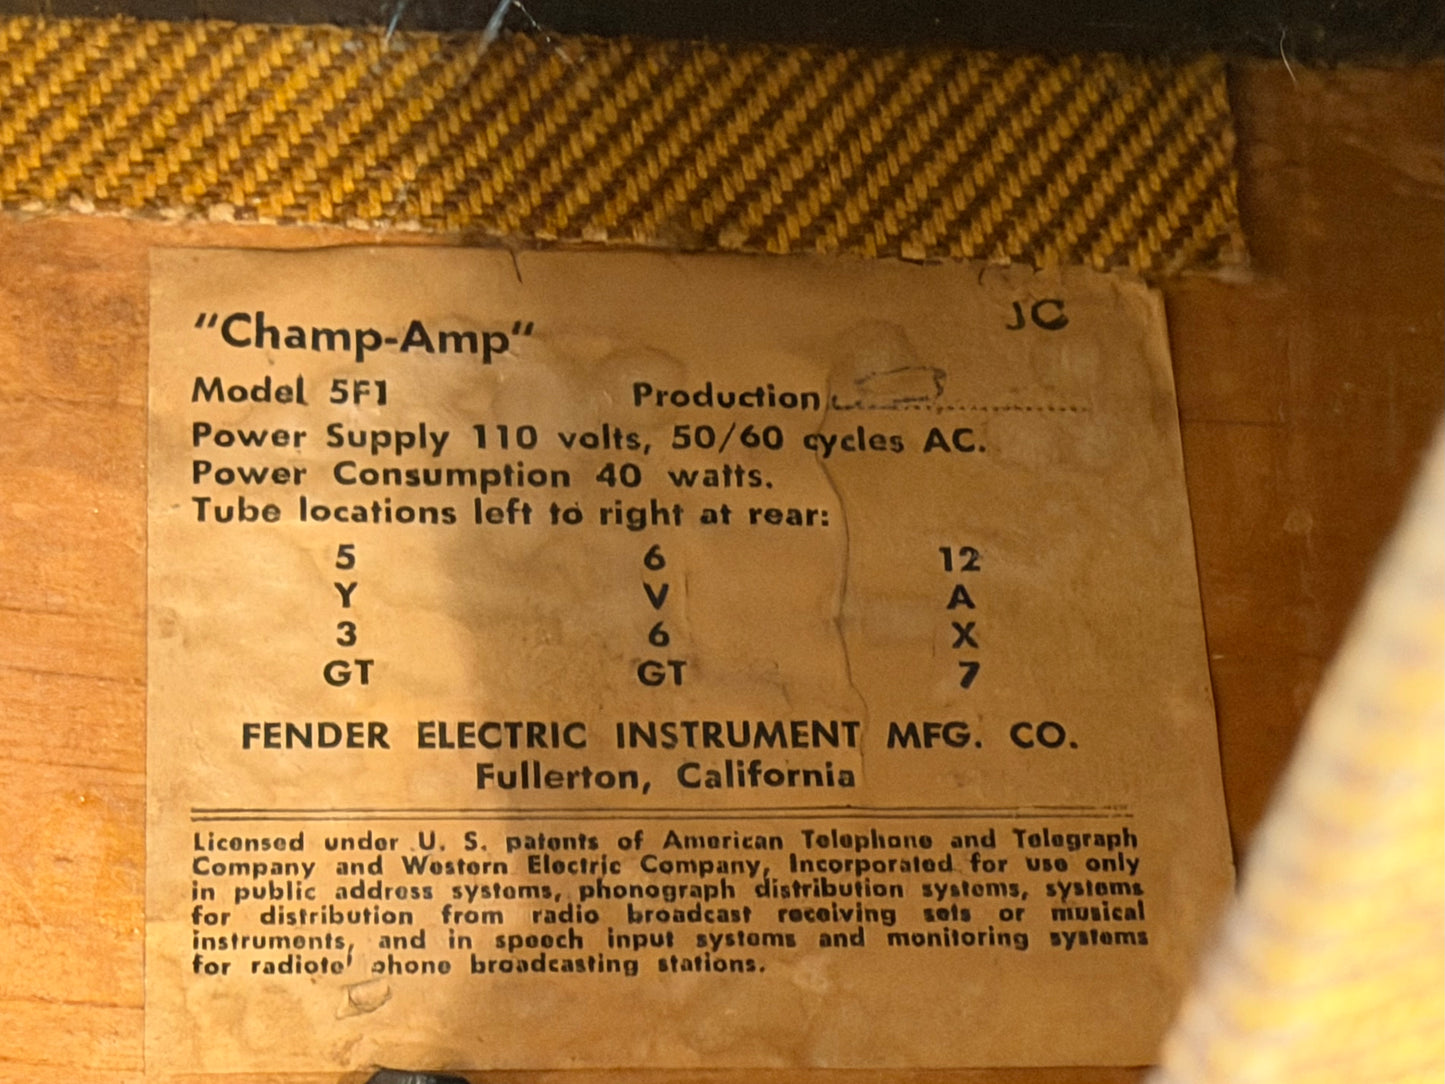 JC
"Champ-Amp"
Model 5F1 Production
Power Supply 110 volts, 50/60 cycles AC.
Power Consumption 40 watts.
Tube locations left to right at rear:
5 6 12
Y V A
3 6 X
GT GT 7
FENDER ELECTRIC INSTRUMENT MFG. CO.
Fullerton, California
Licensed under U. S. patents of American Telephone and Telegraph
Company and Western Electric Company, Incorporated for use only
in public address systems, phonograph distribution systems, systems
for distribution from radio broadcast receiving sets or musical
instruments, and in speech input systems and monitoring systems
for radiotelephone broadcasting stations.